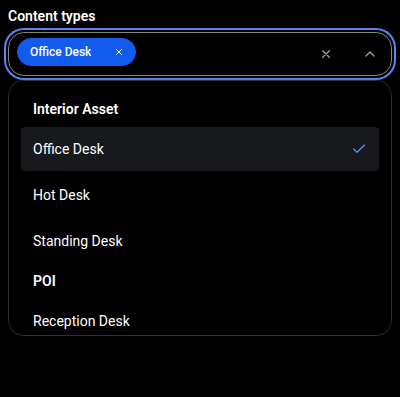 Content types
Office Desk
Interior Asset
Office Desk
Hot Desk
Standing Desk
POI
Reception Desk